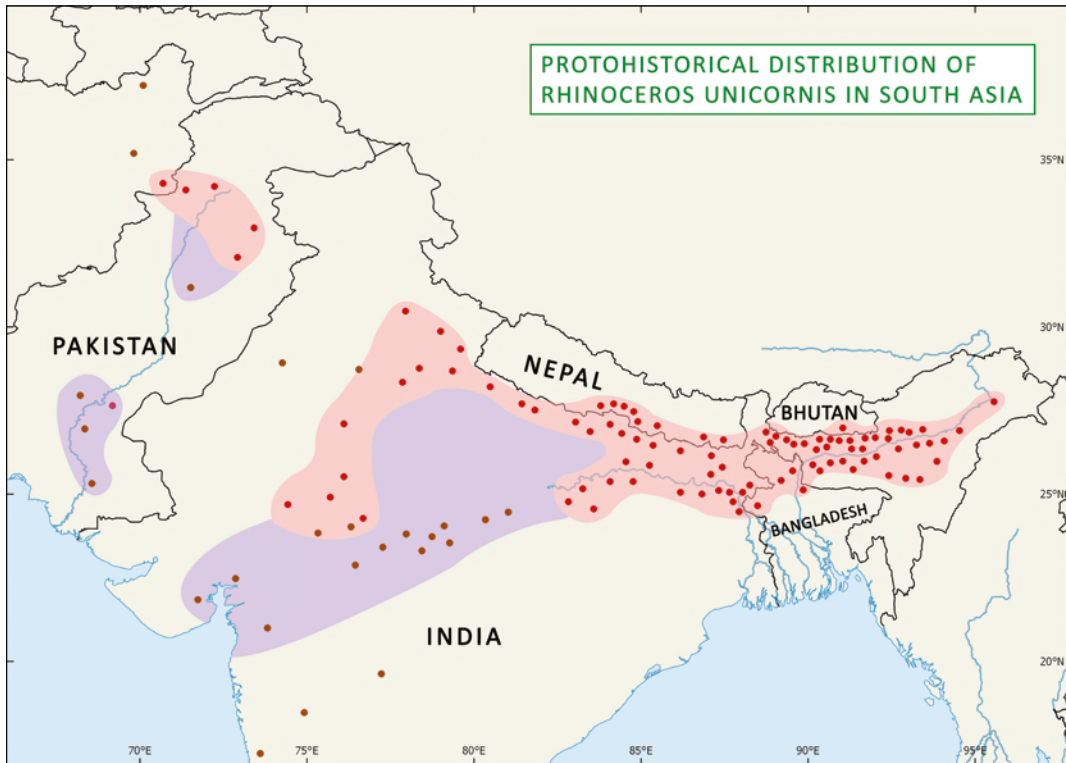 PROTOHISTORICAL DISTRIBUTION OF
RHINOCEROS UNICORNIS IN SOUTH ASIA
35°N
30°N
PAKISTAN
NEPAL
BHUTAN
25°N
BANGLADESH
INDIA
20°N
70°E
75°E
80°E
85°E
90°E
95°E